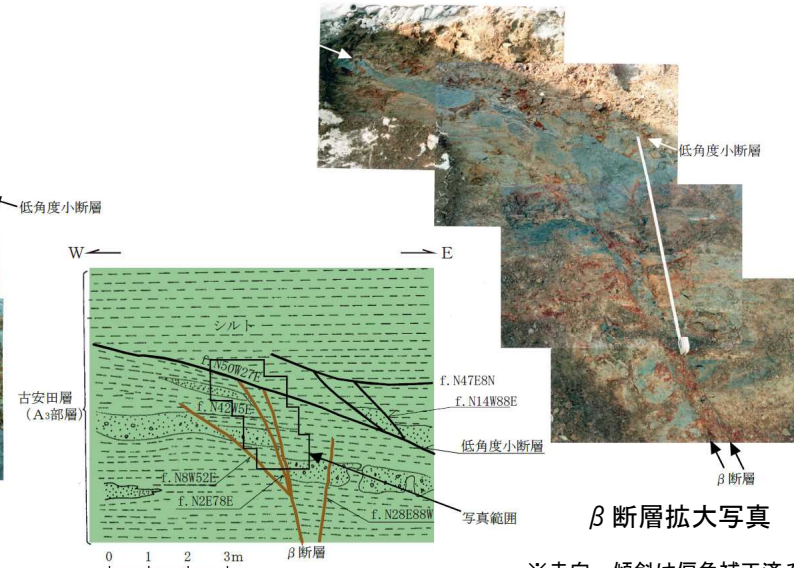 低角度小断層
低角度小断層
W E
シルト
f.N50W27E
f.N47E8N
古安田層
(A3部層)
f.N42W5E
f.N14W88E
低角度小断層
f.N8W52E
f.N2E78E
f.N28E88W
写真範囲
0 1 2 3m
β断層
β断層
β断層拡大写真